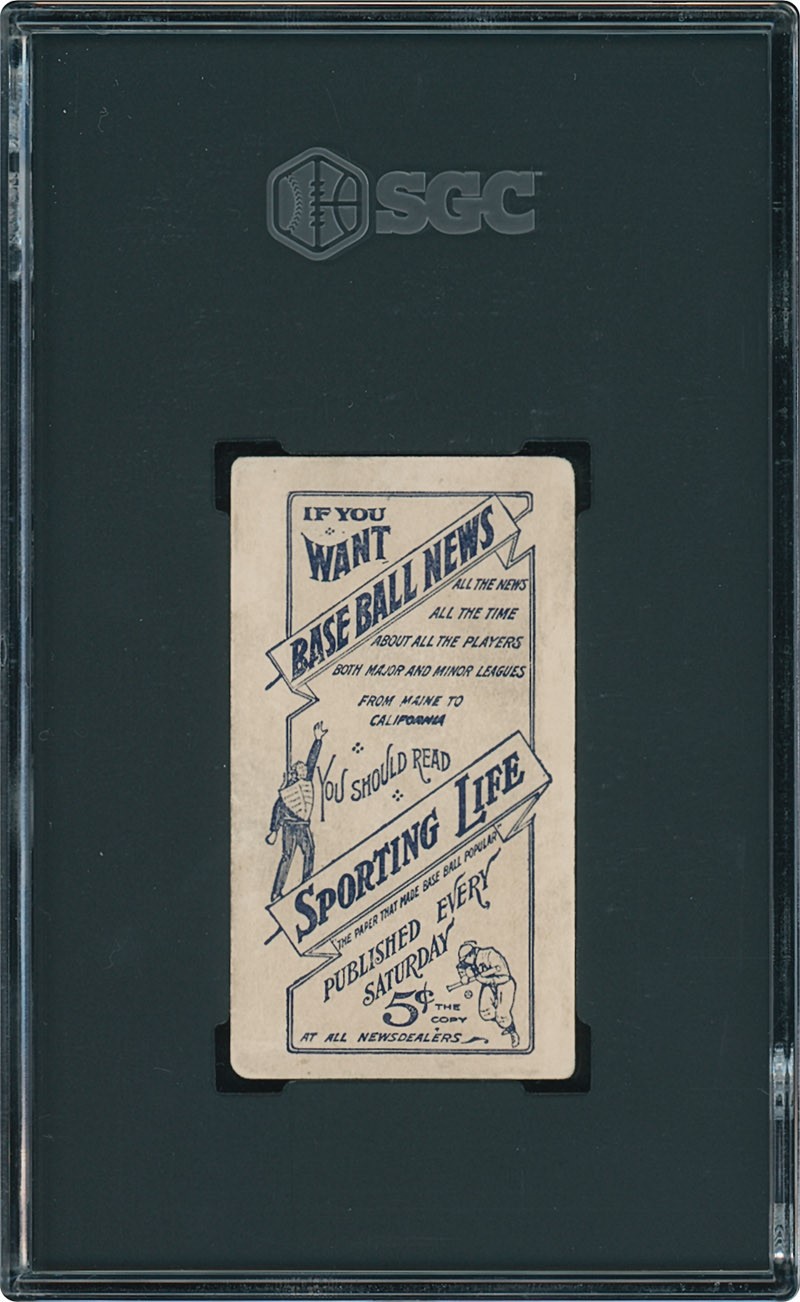 SGC
IF YOU
WANT
BASE BALL NEWS
ALL THE NEWS
ALL THE TIME
ABOUT ALL THE PLAYERS
BOTH MAJOR AND MINOR LEAGUES
FROM MAINE TO
CALIFORNIA
YOU SHOULD READ
SPORTING LIFE
THE PAPER THAT MADE BASE BALL POPULAR
PUBLISHED EVERY
SATURDAY
5¢ THE
COPY
AT ALL NEWSDEALERS